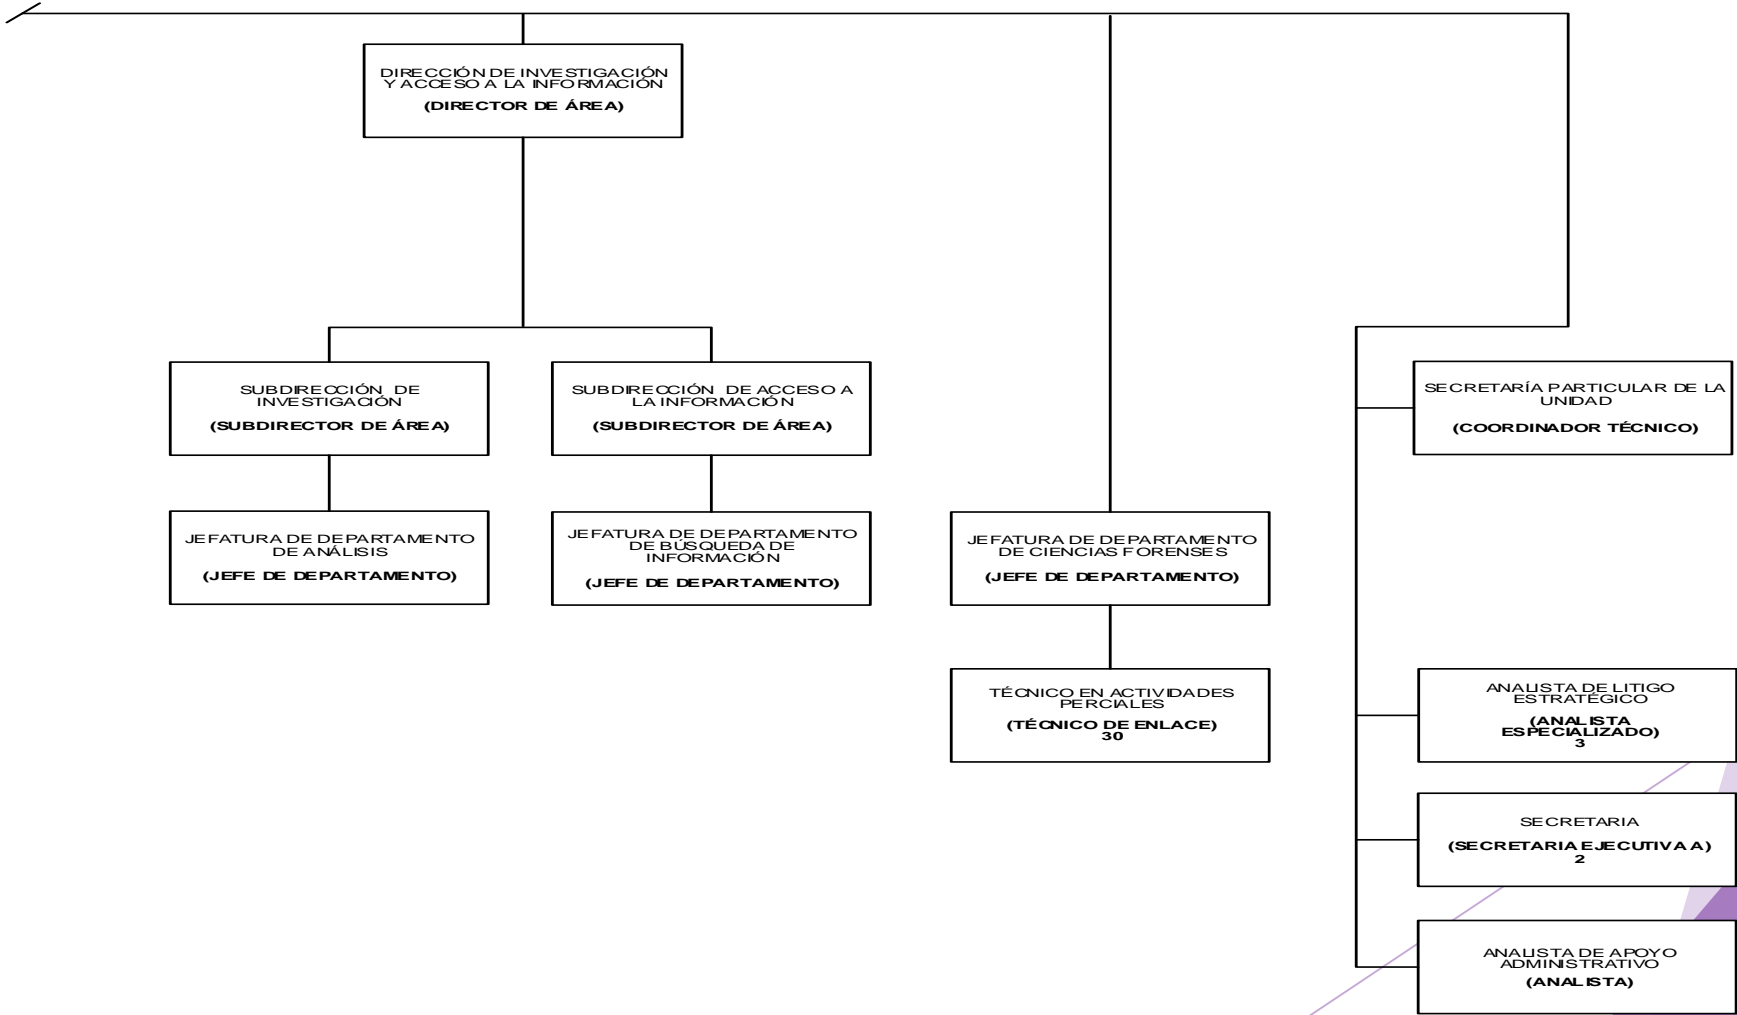 DIRECCIÓN DE INVESTIGACIÓN
Y ACCESO A LA INFORMACIÓN
(DIRECTOR DE ÁREA)
SUBDIRECCIÓN DE
INVESTIGACIÓN
(SUBDIRECTOR DE ÁREA)
SUBDIRECCIÓN DE ACCESO A
LA INFORMACIÓN
(SUBDIRECTOR DE ÁREA)
SECRETARÍA PARTICULAR DE LA
UNIDAD
(COORDINADOR TÉCNICO)
JEFATURA DE DEPARTAMENTO
DE ANÁLISIS
(JEFE DE DEPARTAMENTO)
JEFATURA DE DEPARTAMENTO
DE BÚSQUEDA DE
INFORMACIÓN
(JEFE DE DEPARTAMENTO)
JEFATURA DE DEPARTAMENTO
DE CIENCIAS FORENSES
(JEFE DE DEPARTAMENTO)
TÉCNICO EN ACTIVIDADES
PERCIALES
(TÉCNICO DE ENLACE)
30
ANALISTA DE LITIGO
ESTRATÉGICO
(ANALISTA
ESPECIALIZADO)
3
SECRETARIA
(SECRETARIA EJECUTIVA A)
2
ANALISTA DE APOYO
ADMINISTRATIVO
(ANALISTA)